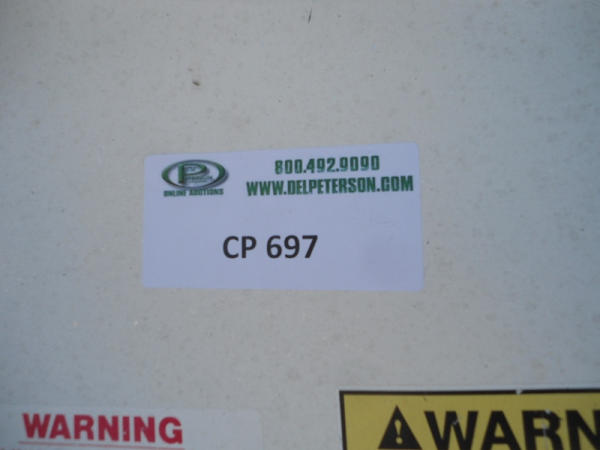 800.492.9090
WWW.DELPETERSON.COM
ONLINE AUCTIONS
CP 697
WARNING
WARN